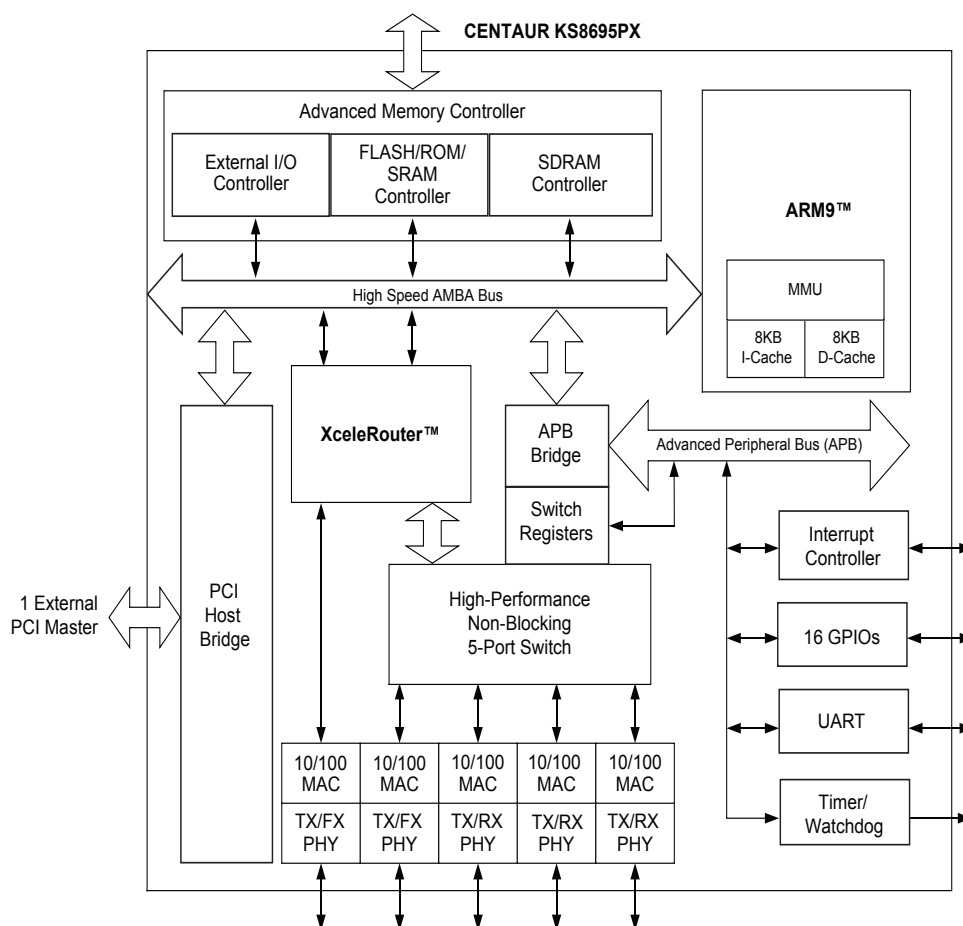 CENTAUR KS8695PX
Advanced Memory Controller
External I/O
Controller
FLASH/ROM/
SRAM
Controller
SDRAM
Controller
ARM9™
MMU
8KB
I-Cache
8KB
D-Cache
High Speed AMBA Bus
XceleRouter™
APB
Bridge
Advanced Peripheral Bus (APB)
Switch
Registers
Interrupt
Controller
1 External
PCI Master
PCI
Host
Bridge
High-Performance
Non-Blocking
5-Port Switch
16 GPIOs
UART
Timer/
Watchdog
10/100
MAC
10/100
MAC
10/100
MAC
10/100
MAC
10/100
MAC
TX/FX
PHY
TX/FX
PHY
TX/RX
PHY
TX/RX
PHY
TX/RX
PHY